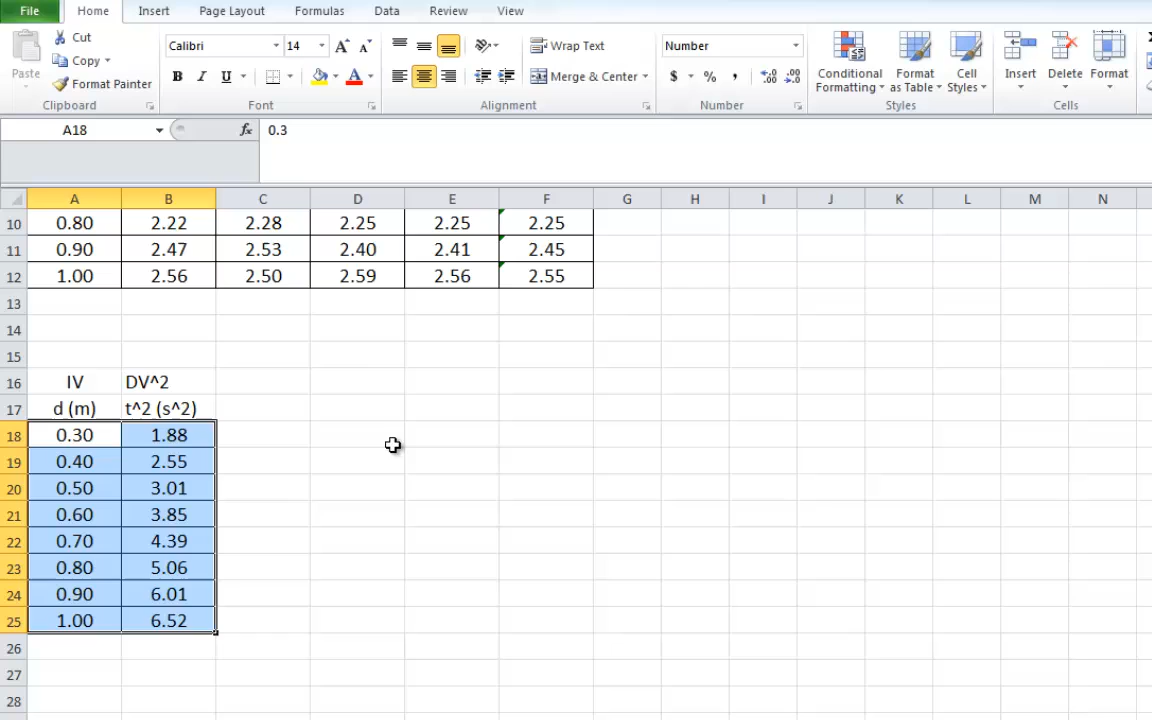 File Home Insert Page Layout Formulas Data Review View
Paste Cut Copy Format Painter Clipboard
Calibri 14 A A B I U A Font
Wrap Text Merge & Center Alignment
Number $ % , .0 .00 .00 .0 Number
Conditional Formatting Format as Table Cell Styles Styles
Insert Delete Format Cells
A18 fx 0.3
A B C D E F G H I J K L M N
10 0.80 2.22 2.28 2.25 2.25 2.25
11 0.90 2.47 2.53 2.40 2.41 2.45
12 1.00 2.56 2.50 2.59 2.56 2.55
13
14
15
16 IV DV^2
17 d (m) t^2 (s^2)
18 0.30 1.88
19 0.40 2.55
20 0.50 3.01
21 0.60 3.85
22 0.70 4.39
23 0.80 5.06
24 0.90 6.01
25 1.00 6.52
26
27
28